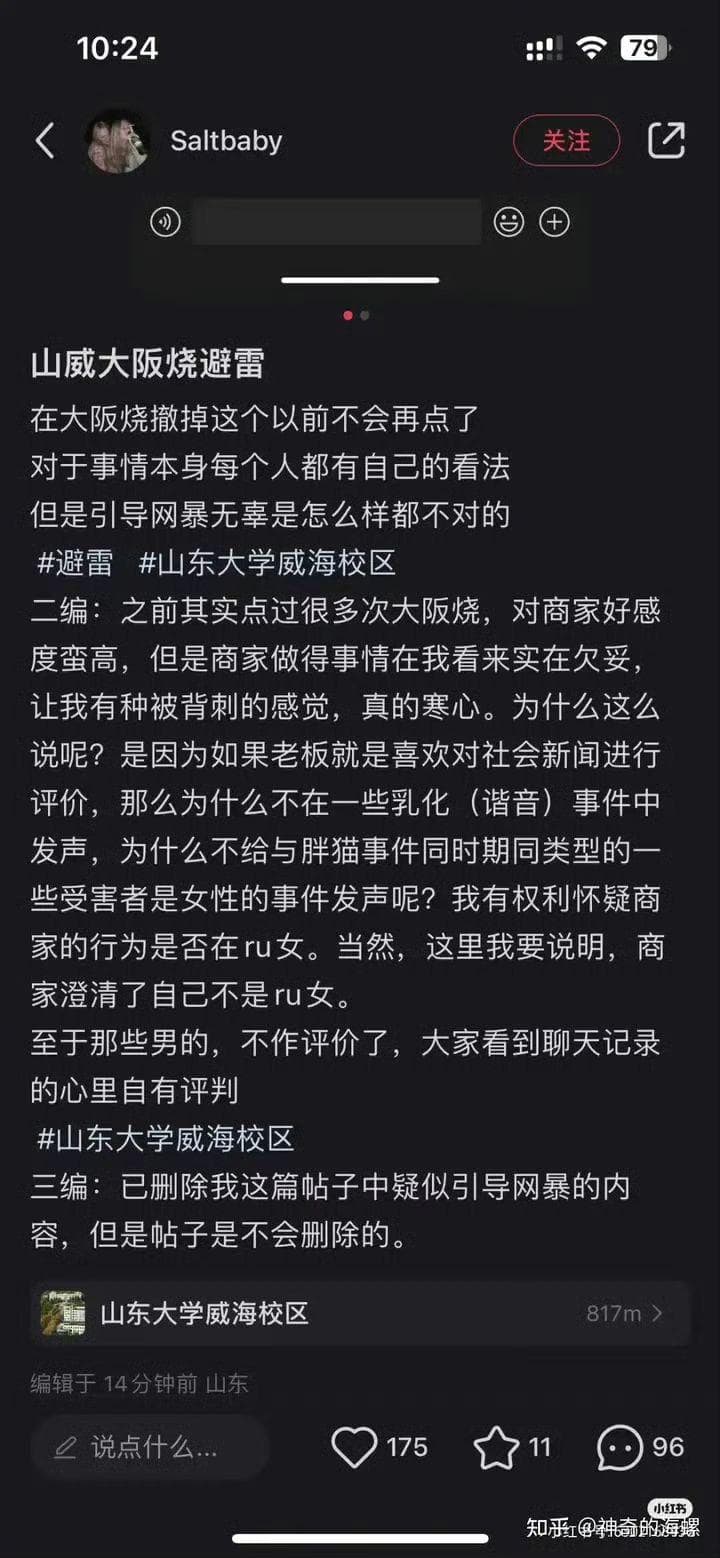 10:24
79
Saltbaby
关注
山威大阪烧避雷
在大阪烧撤掉这个以前不会再点了
对于事情本身每个人都有自己的看法
但是引导网暴无辜是怎么样都不对的
#避雷 #山东大学威海校区
二编：之前其实点过很多次大阪烧，对商家好感
度蛮高，但是商家做得事情在我看来实在欠妥，
让我有种被背刺的感觉，真的寒心。为什么这么
说呢？是因为如果老板就是喜欢对社会新闻进行
评价，那么为什么不在一些乳化（谐音）事件中
发声，为什么不给与胖猫事件同时期同类型的一
些受害者是女性的事件发声呢？我有权利怀疑商
家的行为是否在ru女。当然，这里我要说明，商
家澄清了自己不是ru女。
至于那些男的，不作评价了，大家看到聊天记录
的心里自有评判
#山东大学威海校区
三编：已删除我这篇帖子中疑似引导网暴的内
容，但是帖子是不会删除的。
山东大学威海校区
817m
编辑于 14分钟前 山东
说点什么...
175
11
96
小红书
知乎 @神奇的海螺